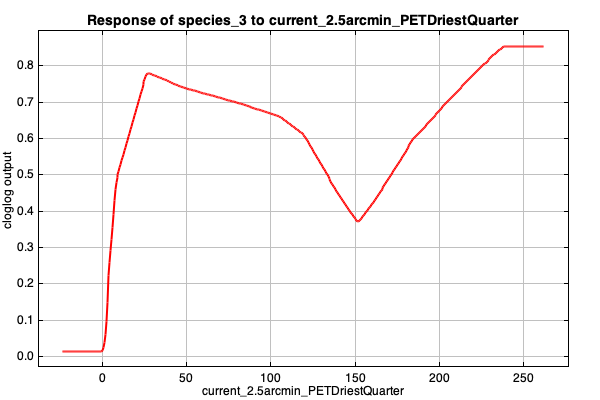 Response of species_3 to current_2.5arcmin_PETDriestQuarter
cloglog output
0.8
0.7
0.6
0.5
0.4
0.3
0.2
0.1
0.0
0 50 100 150 200 250
current_2.5arcmin_PETDriestQuarter